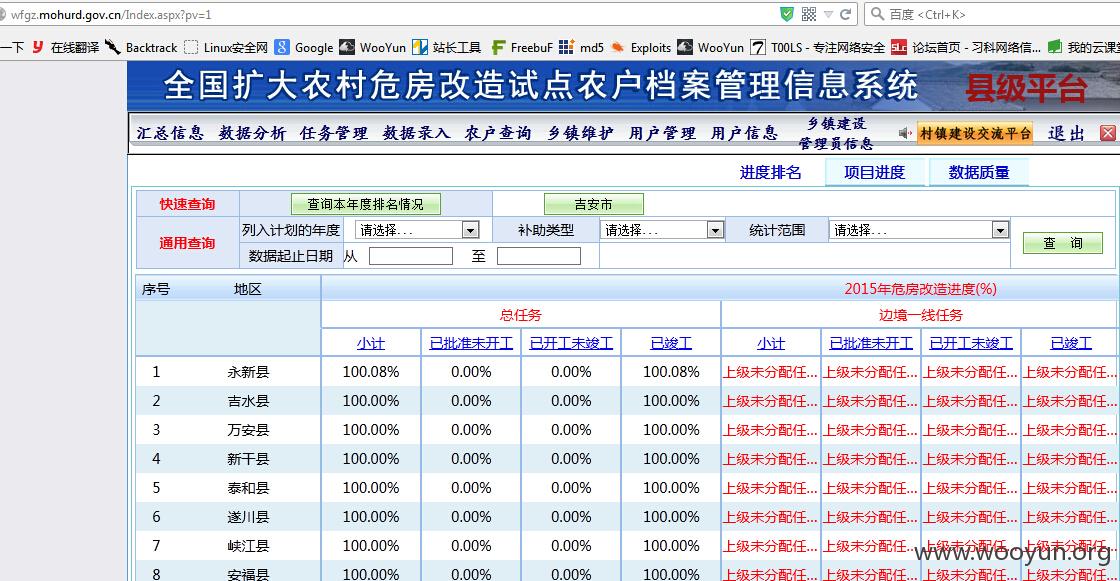 wfgz.mohurd.gov.cn/Index.aspx?pv=1
百度 <Ctrl+K>
一下 在线翻译 Backtrack Linux安全网 Google WooYun 站长工具 FreebuF md5 Exploits WooYun T00LS - 专注网络安全 论坛首页 - 习科网络信... 我的云课堂
全国扩大农村危房改造试点农户档案管理信息系统 县级平台
汇总信息 数据分析 任务管理 数据录入 农户查询 乡镇维护 用户管理 用户信息 乡镇建设管理员信息 村镇建设交流平台 退出
进度排名 项目进度 数据质量
快速查询 查询本年度排名情况 吉安市
通用查询 列入计划的年度 请选择... 补助类型 请选择... 统计范围 请选择... 查 询
数据起止日期 从 至
序号 地区 2015年危房改造进度(%)
总任务 边境一线任务
小计 已批准未开工 已开工未竣工 已竣工 小计 已批准未开工 已开工未竣工 已竣工
1 永新县 100.08% 0.00% 0.00% 100.08% 上级未分配任... 上级未分配任... 上级未分配任... 上级未分配任...
2 吉水县 100.00% 0.00% 0.00% 100.00% 上级未分配任... 上级未分配任... 上级未分配任... 上级未分配任...
3 万安县 100.00% 0.00% 0.00% 100.00% 上级未分配任... 上级未分配任... 上级未分配任... 上级未分配任...
4 新干县 100.00% 0.00% 0.00% 100.00% 上级未分配任... 上级未分配任... 上级未分配任... 上级未分配任...
5 泰和县 100.00% 0.00% 0.00% 100.00% 上级未分配任... 上级未分配任... 上级未分配任... 上级未分配任...
6 遂川县 100.00% 0.00% 0.00% 100.00% 上级未分配任... 上级未分配任... 上级未分配任... 上级未分配任...
7 峡江县 100.00% 0.00% 0.00% 100.00% 上级未分配任... 上级未分配任... 上级未分配任... 上级未分配任...
8 安福县 100.00% 0.00% 0.00% 100.00% 上级未分配任... 上级未分配任... 上级未分配任... 上级未分配任...
www.wooyun.org